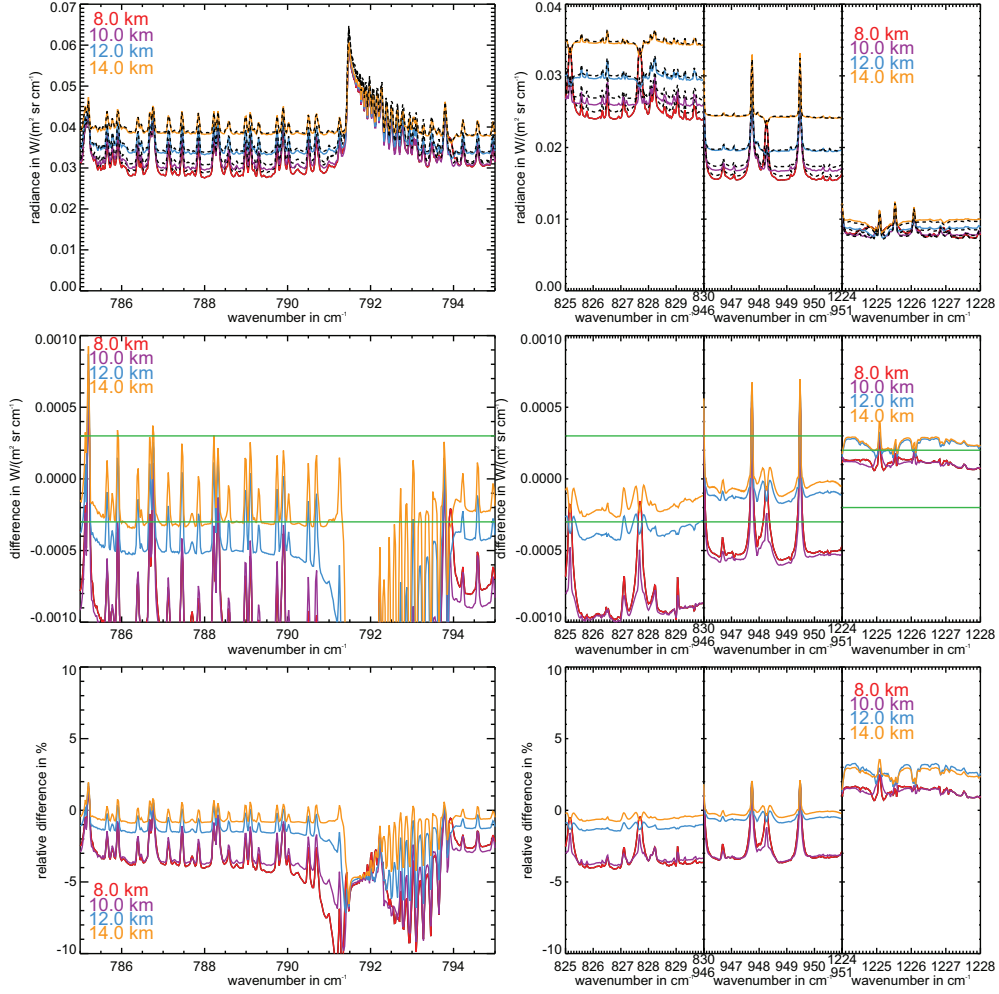 0.07
0.06
0.05
0.04
0.03
0.02
0.01
0.00
radiance in W/(m² sr cm⁻¹)
8.0 km
10.0 km
12.0 km
14.0 km
786 788 790 792 794
wavenumber in cm⁻¹
0.04
0.03
0.02
0.01
0.00
radiance in W/(m² sr cm⁻¹)
8.0 km
10.0 km
12.0 km
14.0 km
825 826 827 828 829 830
946 947 948 949 950 951
1224 1225 1226 1227 1228
wavenumber in cm⁻¹ wavenumber in cm⁻¹ wavenumber in cm⁻¹
0.0010
0.0005
0.0000
-0.0005
-0.0010
difference in W/(m² sr cm⁻¹)
8.0 km
10.0 km
12.0 km
14.0 km
786 788 790 792 794
wavenumber in cm⁻¹
0.0010
0.0005
0.0000
-0.0005
-0.0010
difference in W/(m² sr cm⁻¹)
8.0 km
10.0 km
12.0 km
14.0 km
825 826 827 828 829 830
946 947 948 949 950 951
1224 1225 1226 1227 1228
wavenumber in cm⁻¹ wavenumber in cm⁻¹ wavenumber in cm⁻¹
10
5
0
-5
-10
relative difference in %
8.0 km
10.0 km
12.0 km
14.0 km
786 788 790 792 794
wavenumber in cm⁻¹
10
5
0
-5
-10
relative difference in %
8.0 km
10.0 km
12.0 km
14.0 km
825 826 827 828 829 830
946 947 948 949 950 951
1224 1225 1226 1227 1228
wavenumber in cm⁻¹ wavenumber in cm⁻¹ wavenumber in cm⁻¹